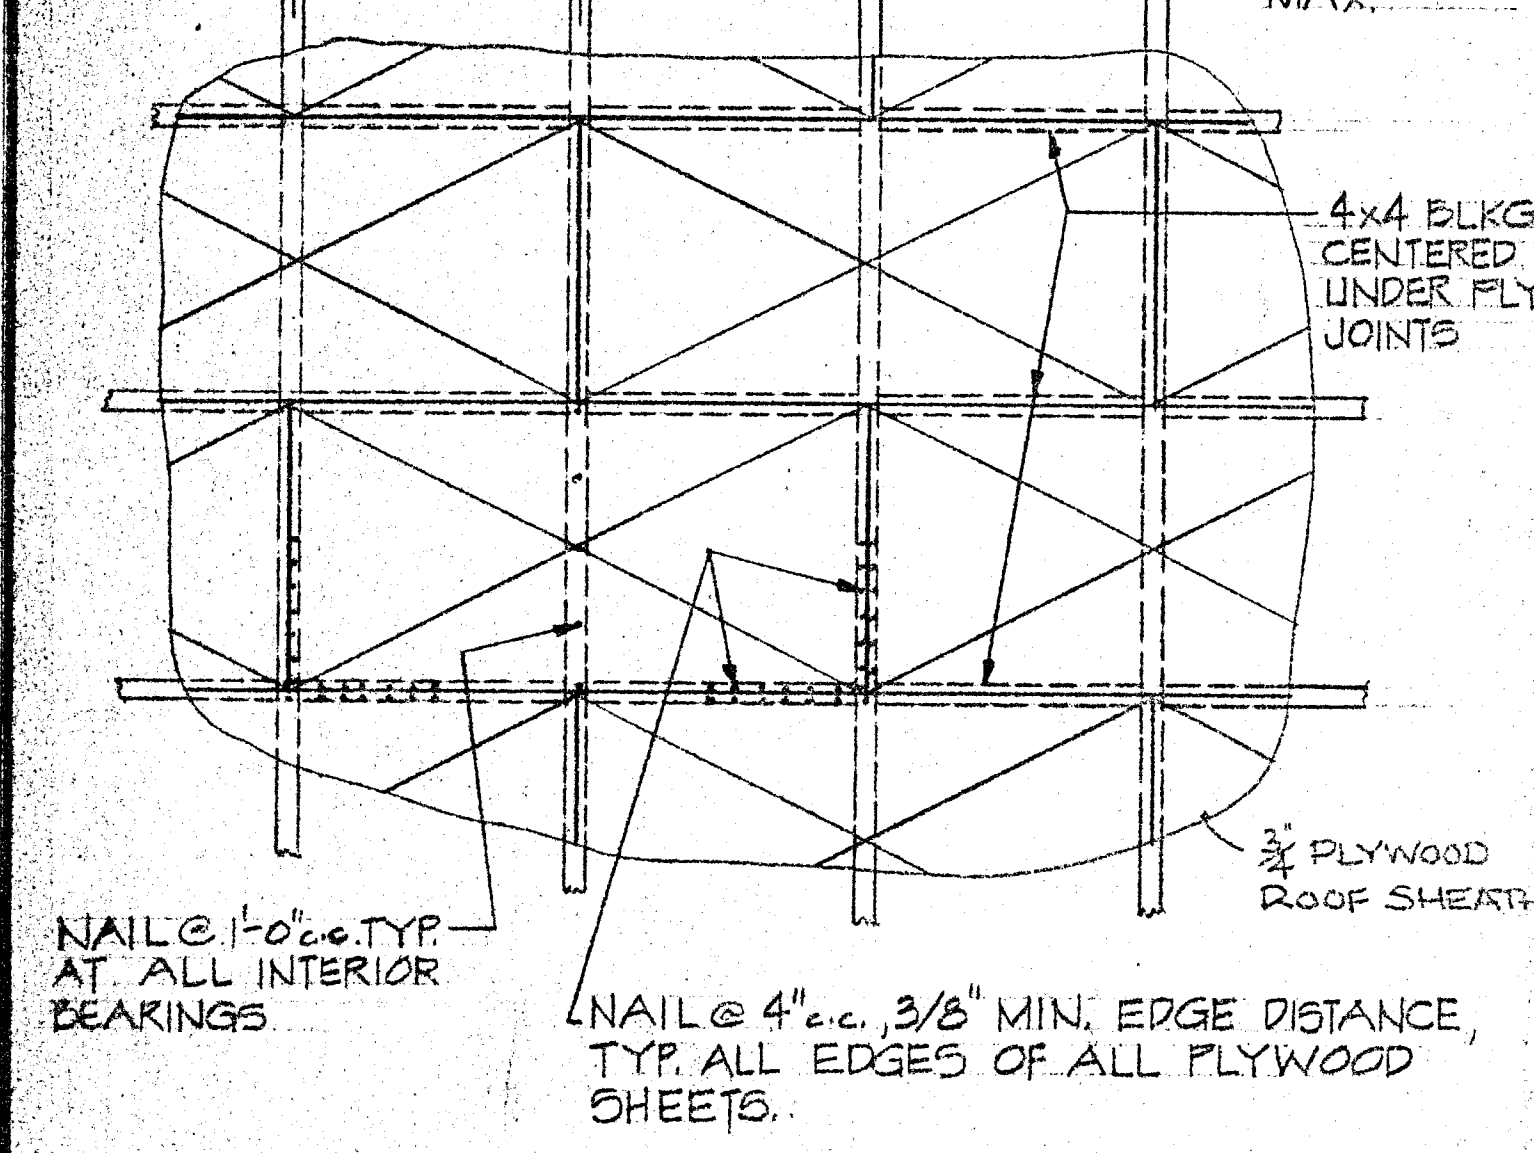 MAX.
4x4 BLKG
CENTERED
UNDER PLY
JOINTS
3/4" PLYWOOD
ROOF SHEATH
NAIL @ 1'-0" c.c. TYP.
AT ALL INTERIOR
BEARINGS
NAIL @ 4" c.c., 3/8" MIN. EDGE DISTANCE,
TYP. ALL EDGES OF ALL PLYWOOD
SHEETS.